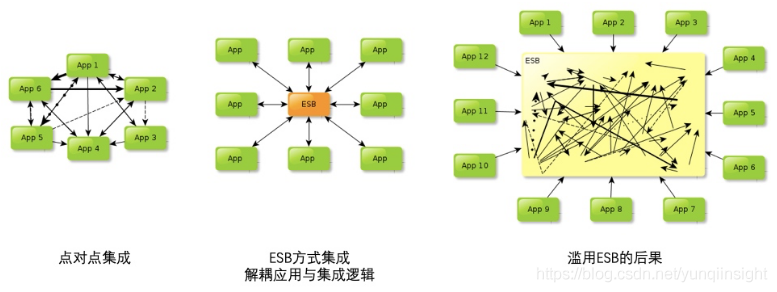 App 1
App 6
App 2
App 5
App 3
App 4
点对点集成
App
App
App
App
ESB
App
App
App
App
ESB方式集成
解耦应用与集成逻辑
App 1
App 2
App 3
App 12
ESB
App 4
App 11
App 5
App 10
App 6
App 9
App 8
App 7
滥用ESB的后果
https://blog.csdn.net/yunqiinsight